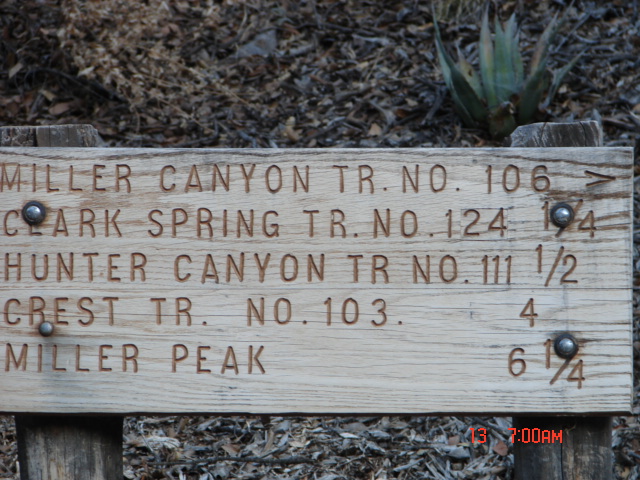 MILLER CANYON TR. NO. 106 >
CLARK SPRING TR. NO. 124 1/4
HUNTER CANYON TR NO. 111 1/2
CREST TR. NO. 103. 4
MILLER PEAK 6 1/4
13 7:00AM